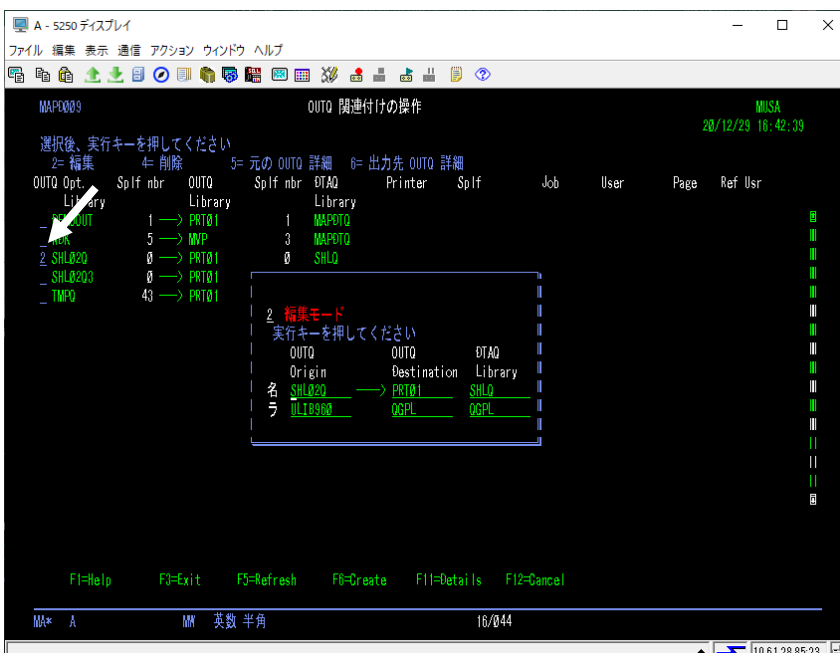 A - 5250 ディスプレイ
ファイル 編集 表示 通信 アクション ウィンドウ ヘルプ
MAPD009 OUTQ 関連付けの操作 MUSA
20/12/29 16:42:39
選択後、実行キーを押してください
2= 編集 4= 削除 5= 元の OUTQ 詳細 6= 出力先 OUTQ 詳細
OUTQ Opt. Splf nbr OUTQ Splf nbr DTAQ Printer Splf Job User Page Ref Usr
Library Library Library
1 ──> PRT01 1 MAPDTQ
_ 5 ──> MVP 3 MAPDTQ
2 SHL02Q 0 ──> PRT01 0 SHLQ
_ SHL02Q3 0 ──> PRT01
_ TMPQ 43 ──> PRT01
2 編集モード
実行キーを押してください
OUTQ OUTQ DTAQ
Origin Destination Library
名 SHL02Q ──> PRT01 SHLQ
ラ ULIB960 QGPL QGPL
F1=Help F3=Exit F5=Refresh F6=Create F11=Details F12=Cancel
MA* A MW 英数 半角 16/044
10.61.28.85:23